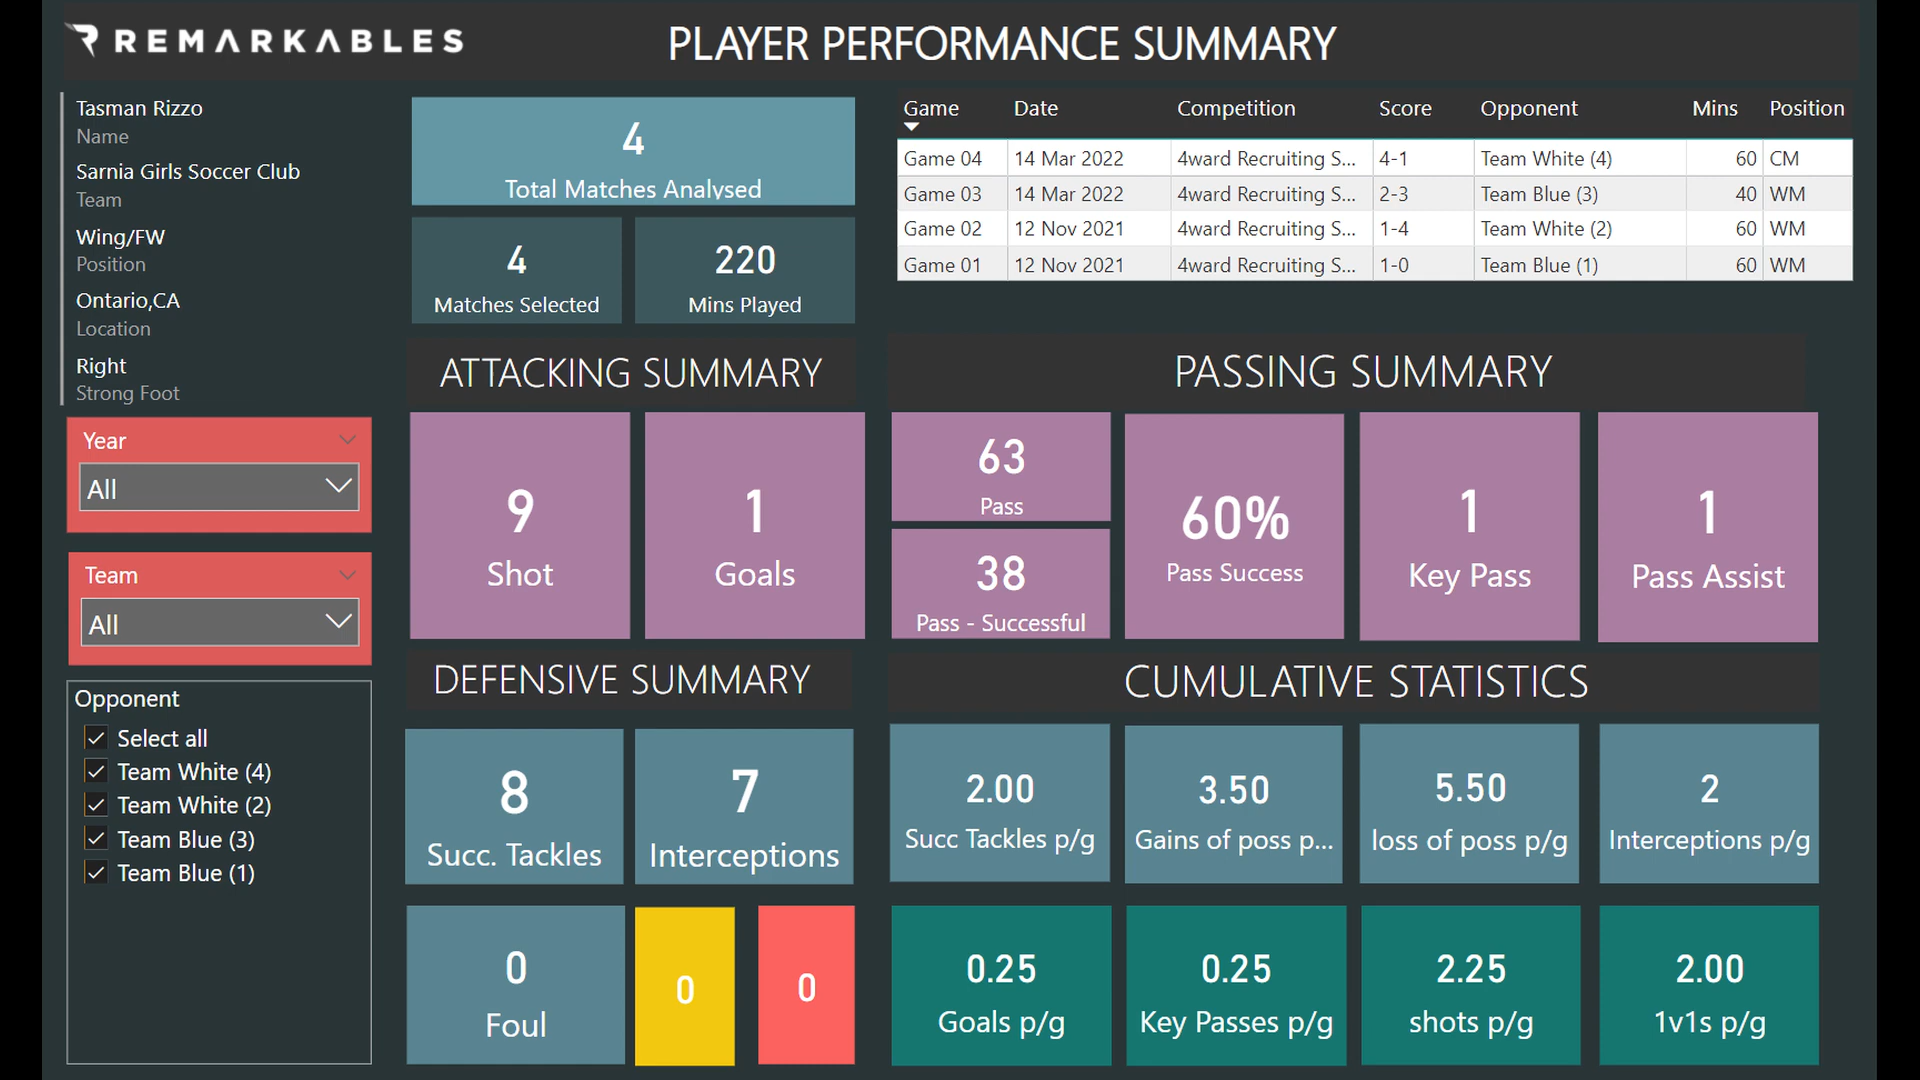 REMARKABLES
PLAYER PERFORMANCE SUMMARY
Tasman Rizzo
Name
Sarnia Girls Soccer Club
Team
Wing/FW
Position
Ontario,CA
Location
Right
Strong Foot
Year
All
Team
All
Opponent
Select all
Team White (4)
Team White (2)
Team Blue (3)
Team Blue (1)
4
Total Matches Analysed
4
Matches Selected
220
Mins Played
Game Date Competition Score Opponent Mins Position
Game 04 14 Mar 2022 4ward Recruiting S... 4-1 Team White (4) 60 CM
Game 03 14 Mar 2022 4ward Recruiting S... 2-3 Team Blue (3) 40 WM
Game 02 12 Nov 2021 4ward Recruiting S... 1-4 Team White (2) 60 WM
Game 01 12 Nov 2021 4ward Recruiting S... 1-0 Team Blue (1) 60 WM
ATTACKING SUMMARY
9
Shot
1
Goals
PASSING SUMMARY
63
Pass
38
Pass - Successful
60%
Pass Success
1
Key Pass
1
Pass Assist
DEFENSIVE SUMMARY
8
Succ. Tackles
7
Interceptions
0
Foul
0
0
CUMULATIVE STATISTICS
2.00
Succ Tackles p/g
3.50
Gains of poss p...
5.50
loss of poss p/g
2
Interceptions p/g
0.25
Goals p/g
0.25
Key Passes p/g
2.25
shots p/g
2.00
1v1s p/g